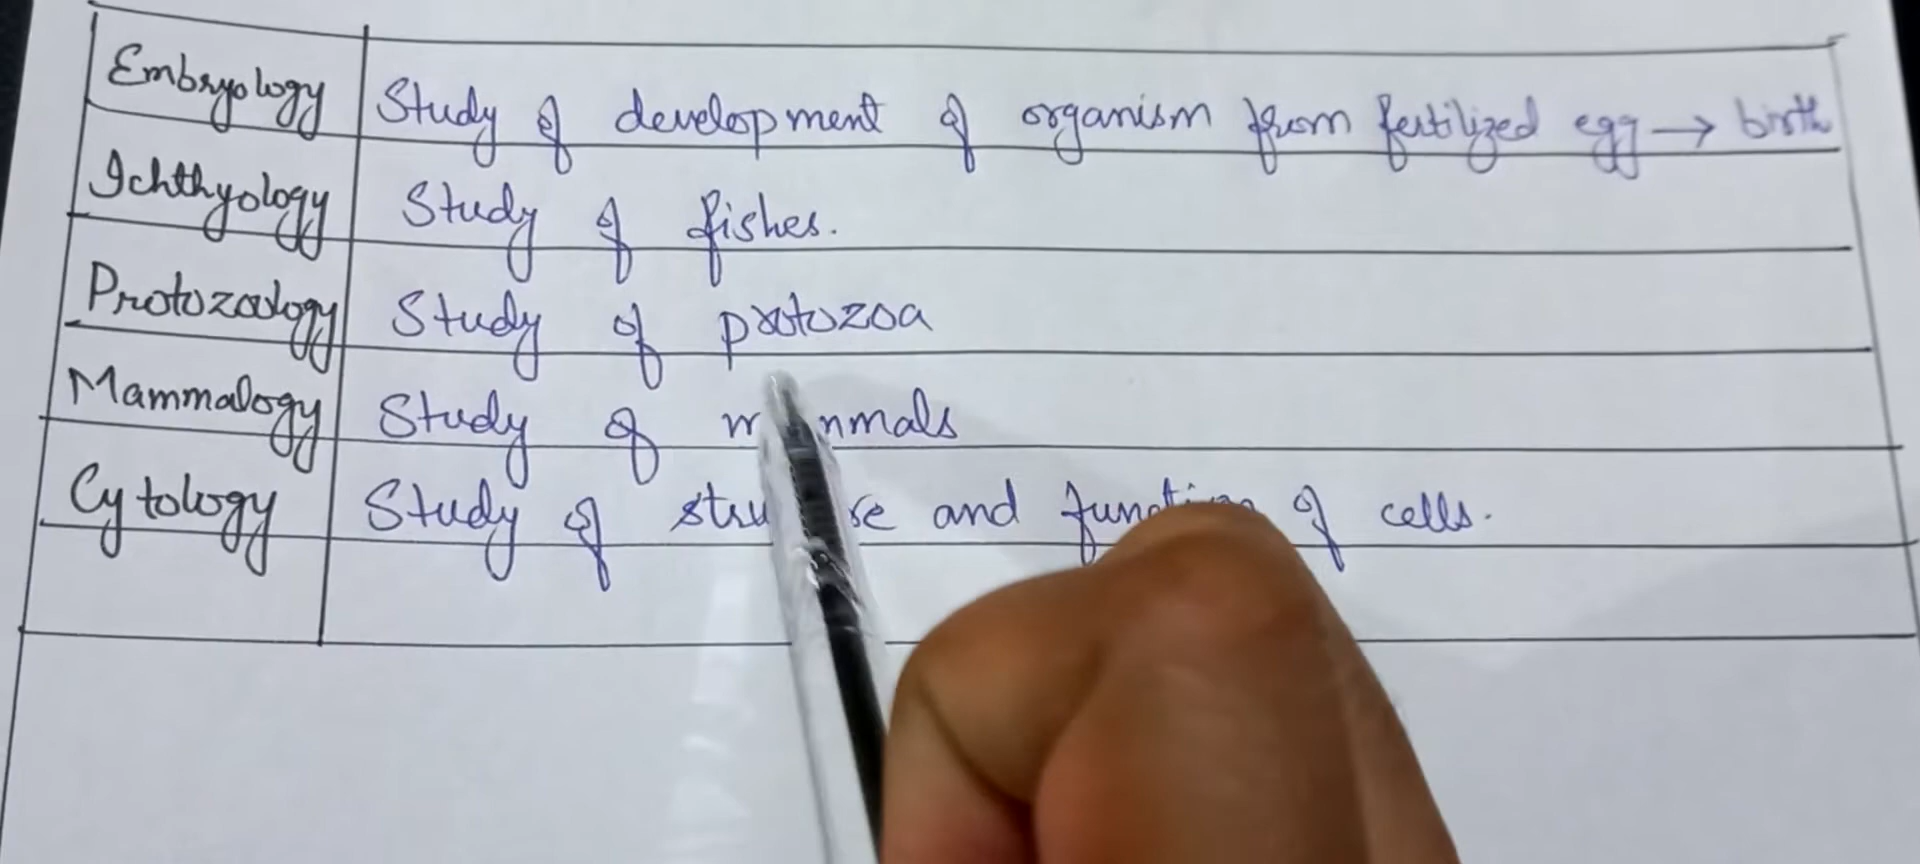 Embryology Study of development of organism from fertilized egg → birth
Ichthyology Study of fishes.
Protozoology Study of protozoa
Mammalogy Study of mammals
Cytology Study of and function of cells.